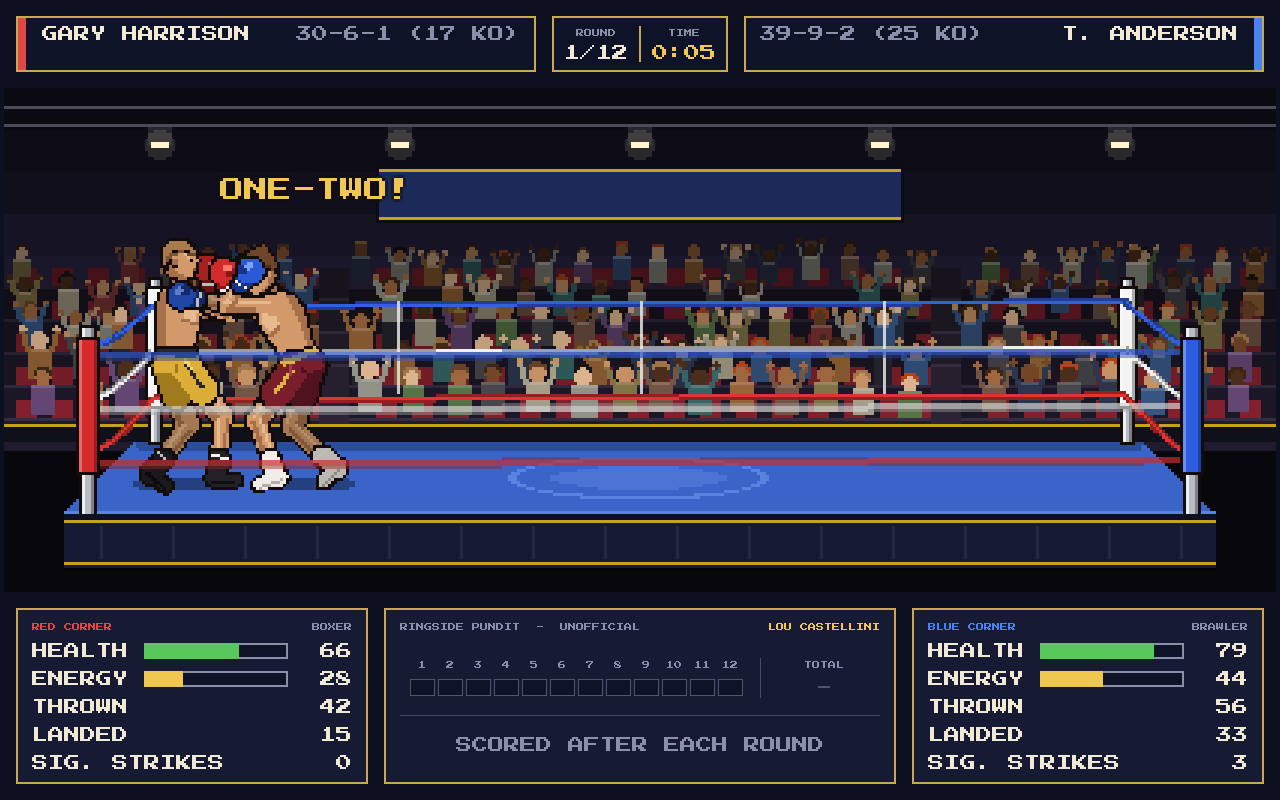 GARY HARRISON 30-6-1 (17 KO)
ROUND TIME
1/12 0:05
39-9-2 (25 KO) T. ANDERSON
ONE-TWO!
RED CORNER BOXER
HEALTH 66
ENERGY 28
THROWN 42
LANDED 15
SIG. STRIKES 0
RINGSIDE PUNDIT - UNOFFICIAL LOU CASTELLINI
1 2 3 4 5 6 7 8 9 10 11 12 TOTAL
—
SCORED AFTER EACH ROUND
BLUE CORNER BRAWLER
HEALTH 79
ENERGY 44
THROWN 56
LANDED 33
SIG. STRIKES 3